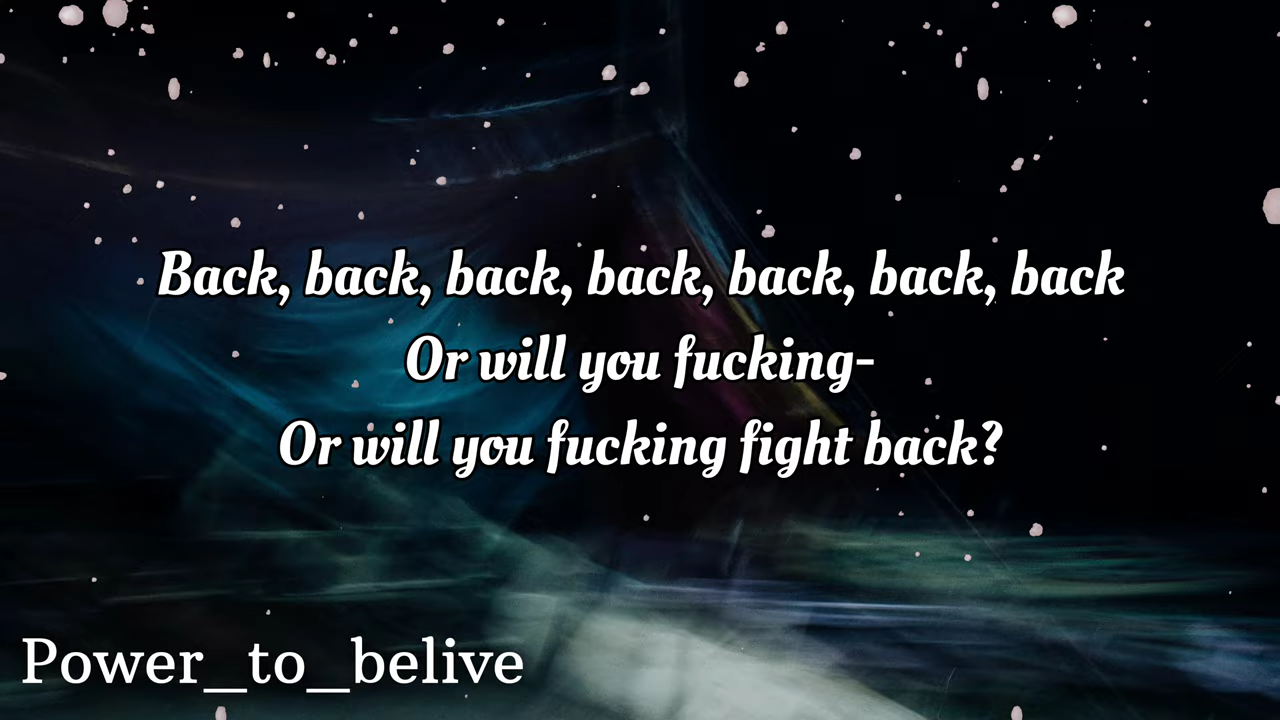 Back, back, back, back, back, back, back
Or will you fucking-
Or will you fucking fight back?
Power_to_belive